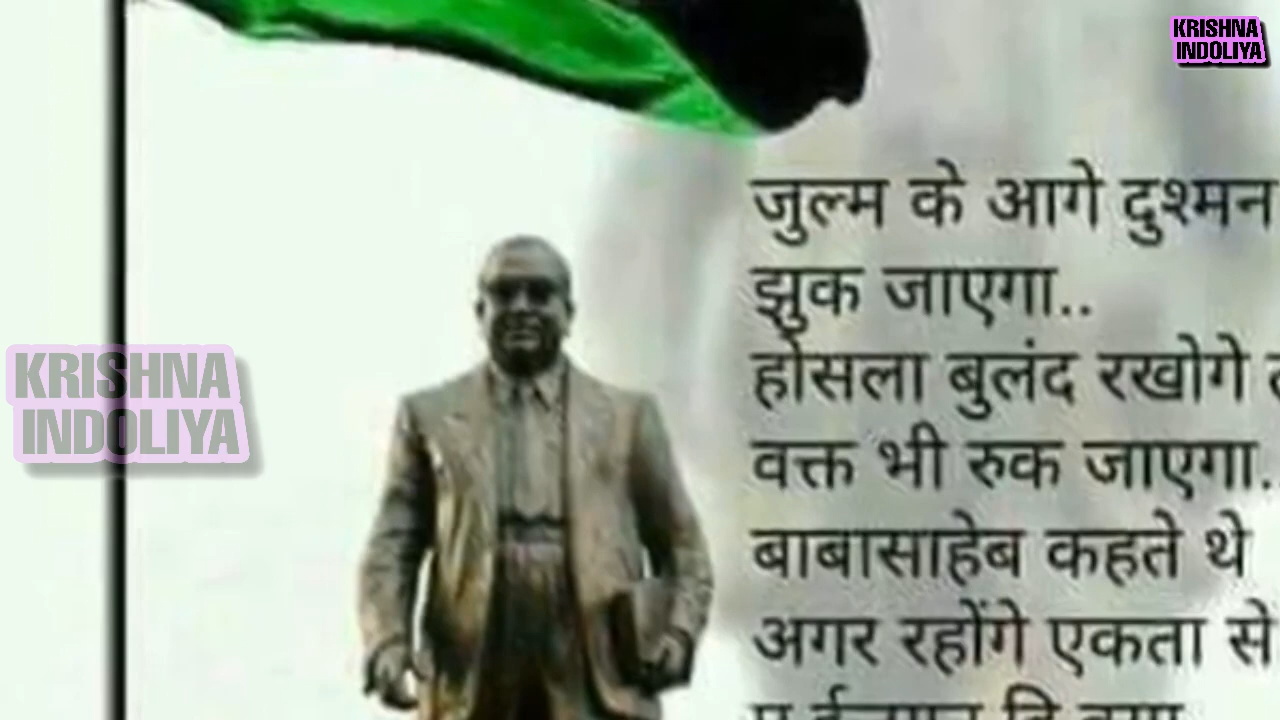 KRISHNA
INDOLIYA
जुल्म के आगे दुश्मन
झुक जाएगा..
होसला बुलंद रखोगे
वक्त भी रुक जाएगा.
बाबासाहेब कहते थे
अगर रहोंगे एकता से
KRISHNA
INDOLIYA